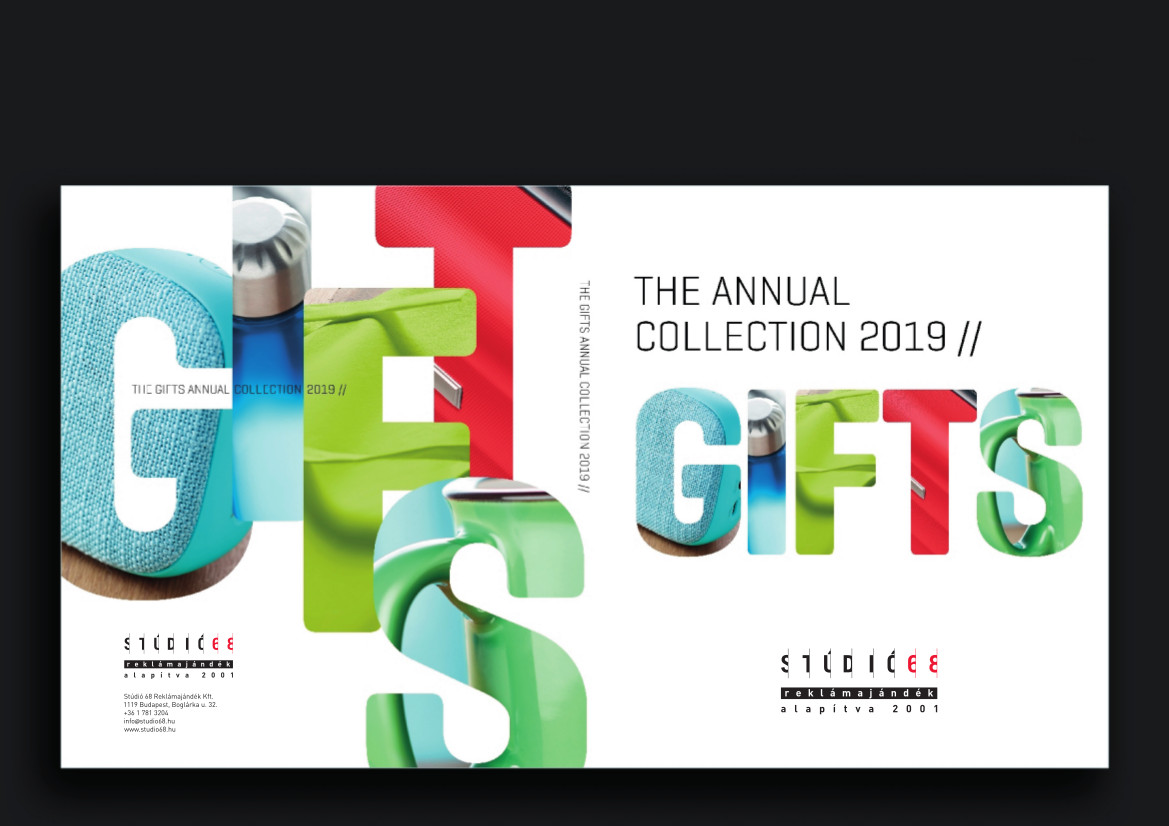 GIFTS
THE GIFTS ANNUAL COLLECTION 2019 //
STÚDIÓ68
reklámajándék
alapítva 2001
Stúdió 68 Reklámajándék Kft.
1119 Budapest, Boglárka u. 32.
+36 1 781 3204
info@studio68.hu
www.studio68.hu
THE GIFTS ANNUAL COLLECTION 2019 //
THE ANNUAL
COLLECTION 2019 //
GIFTS
STÚDIÓ68
reklámajándék
alapítva 2001